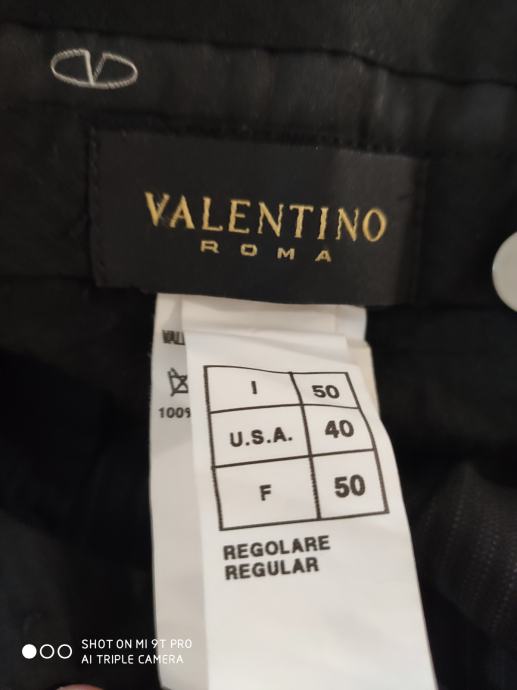 V
VALENTINO
ROMA
I 50
U.S.A. 40
F 50
REGOLARE
REGULAR
SHOT ON MI 9T PRO
AI TRIPLE CAMERA